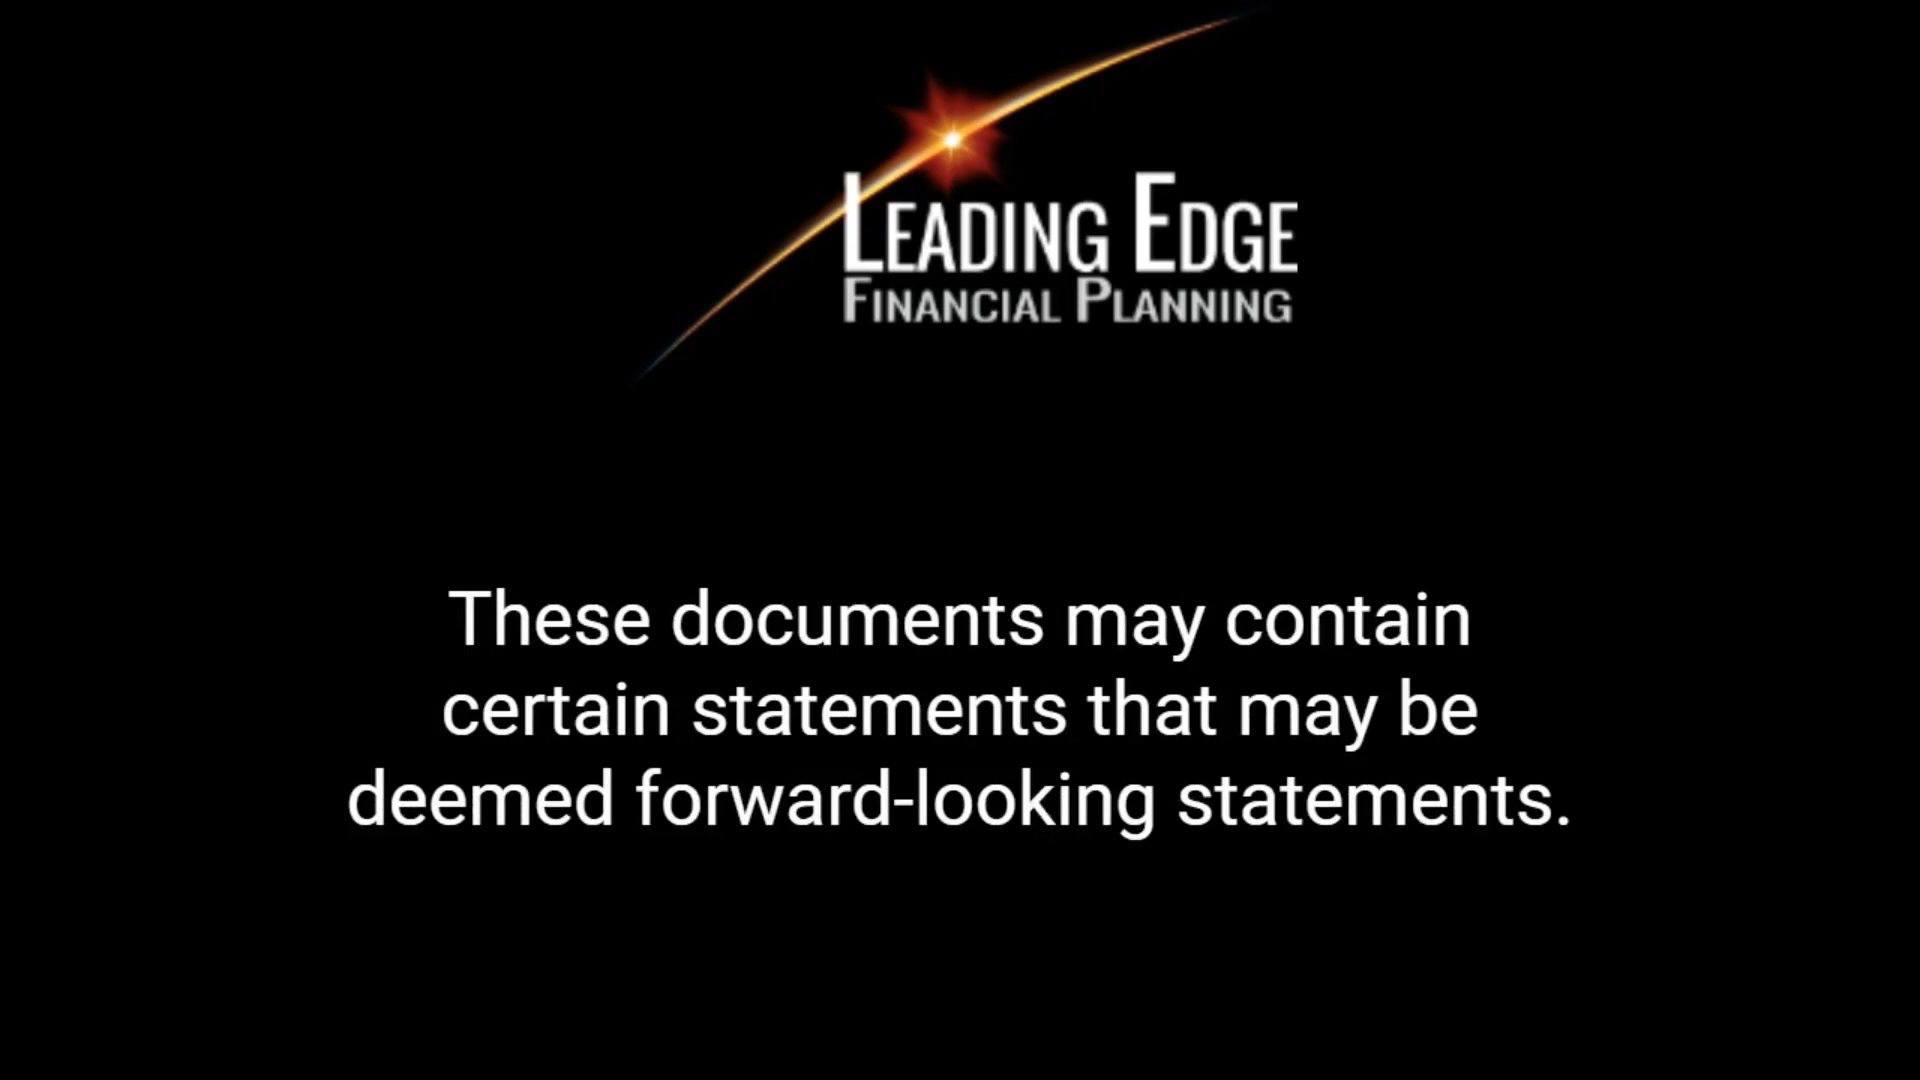 LEADING EDGE
FINANCIAL PLANNING
These documents may contain
certain statements that may be
deemed forward-looking statements.